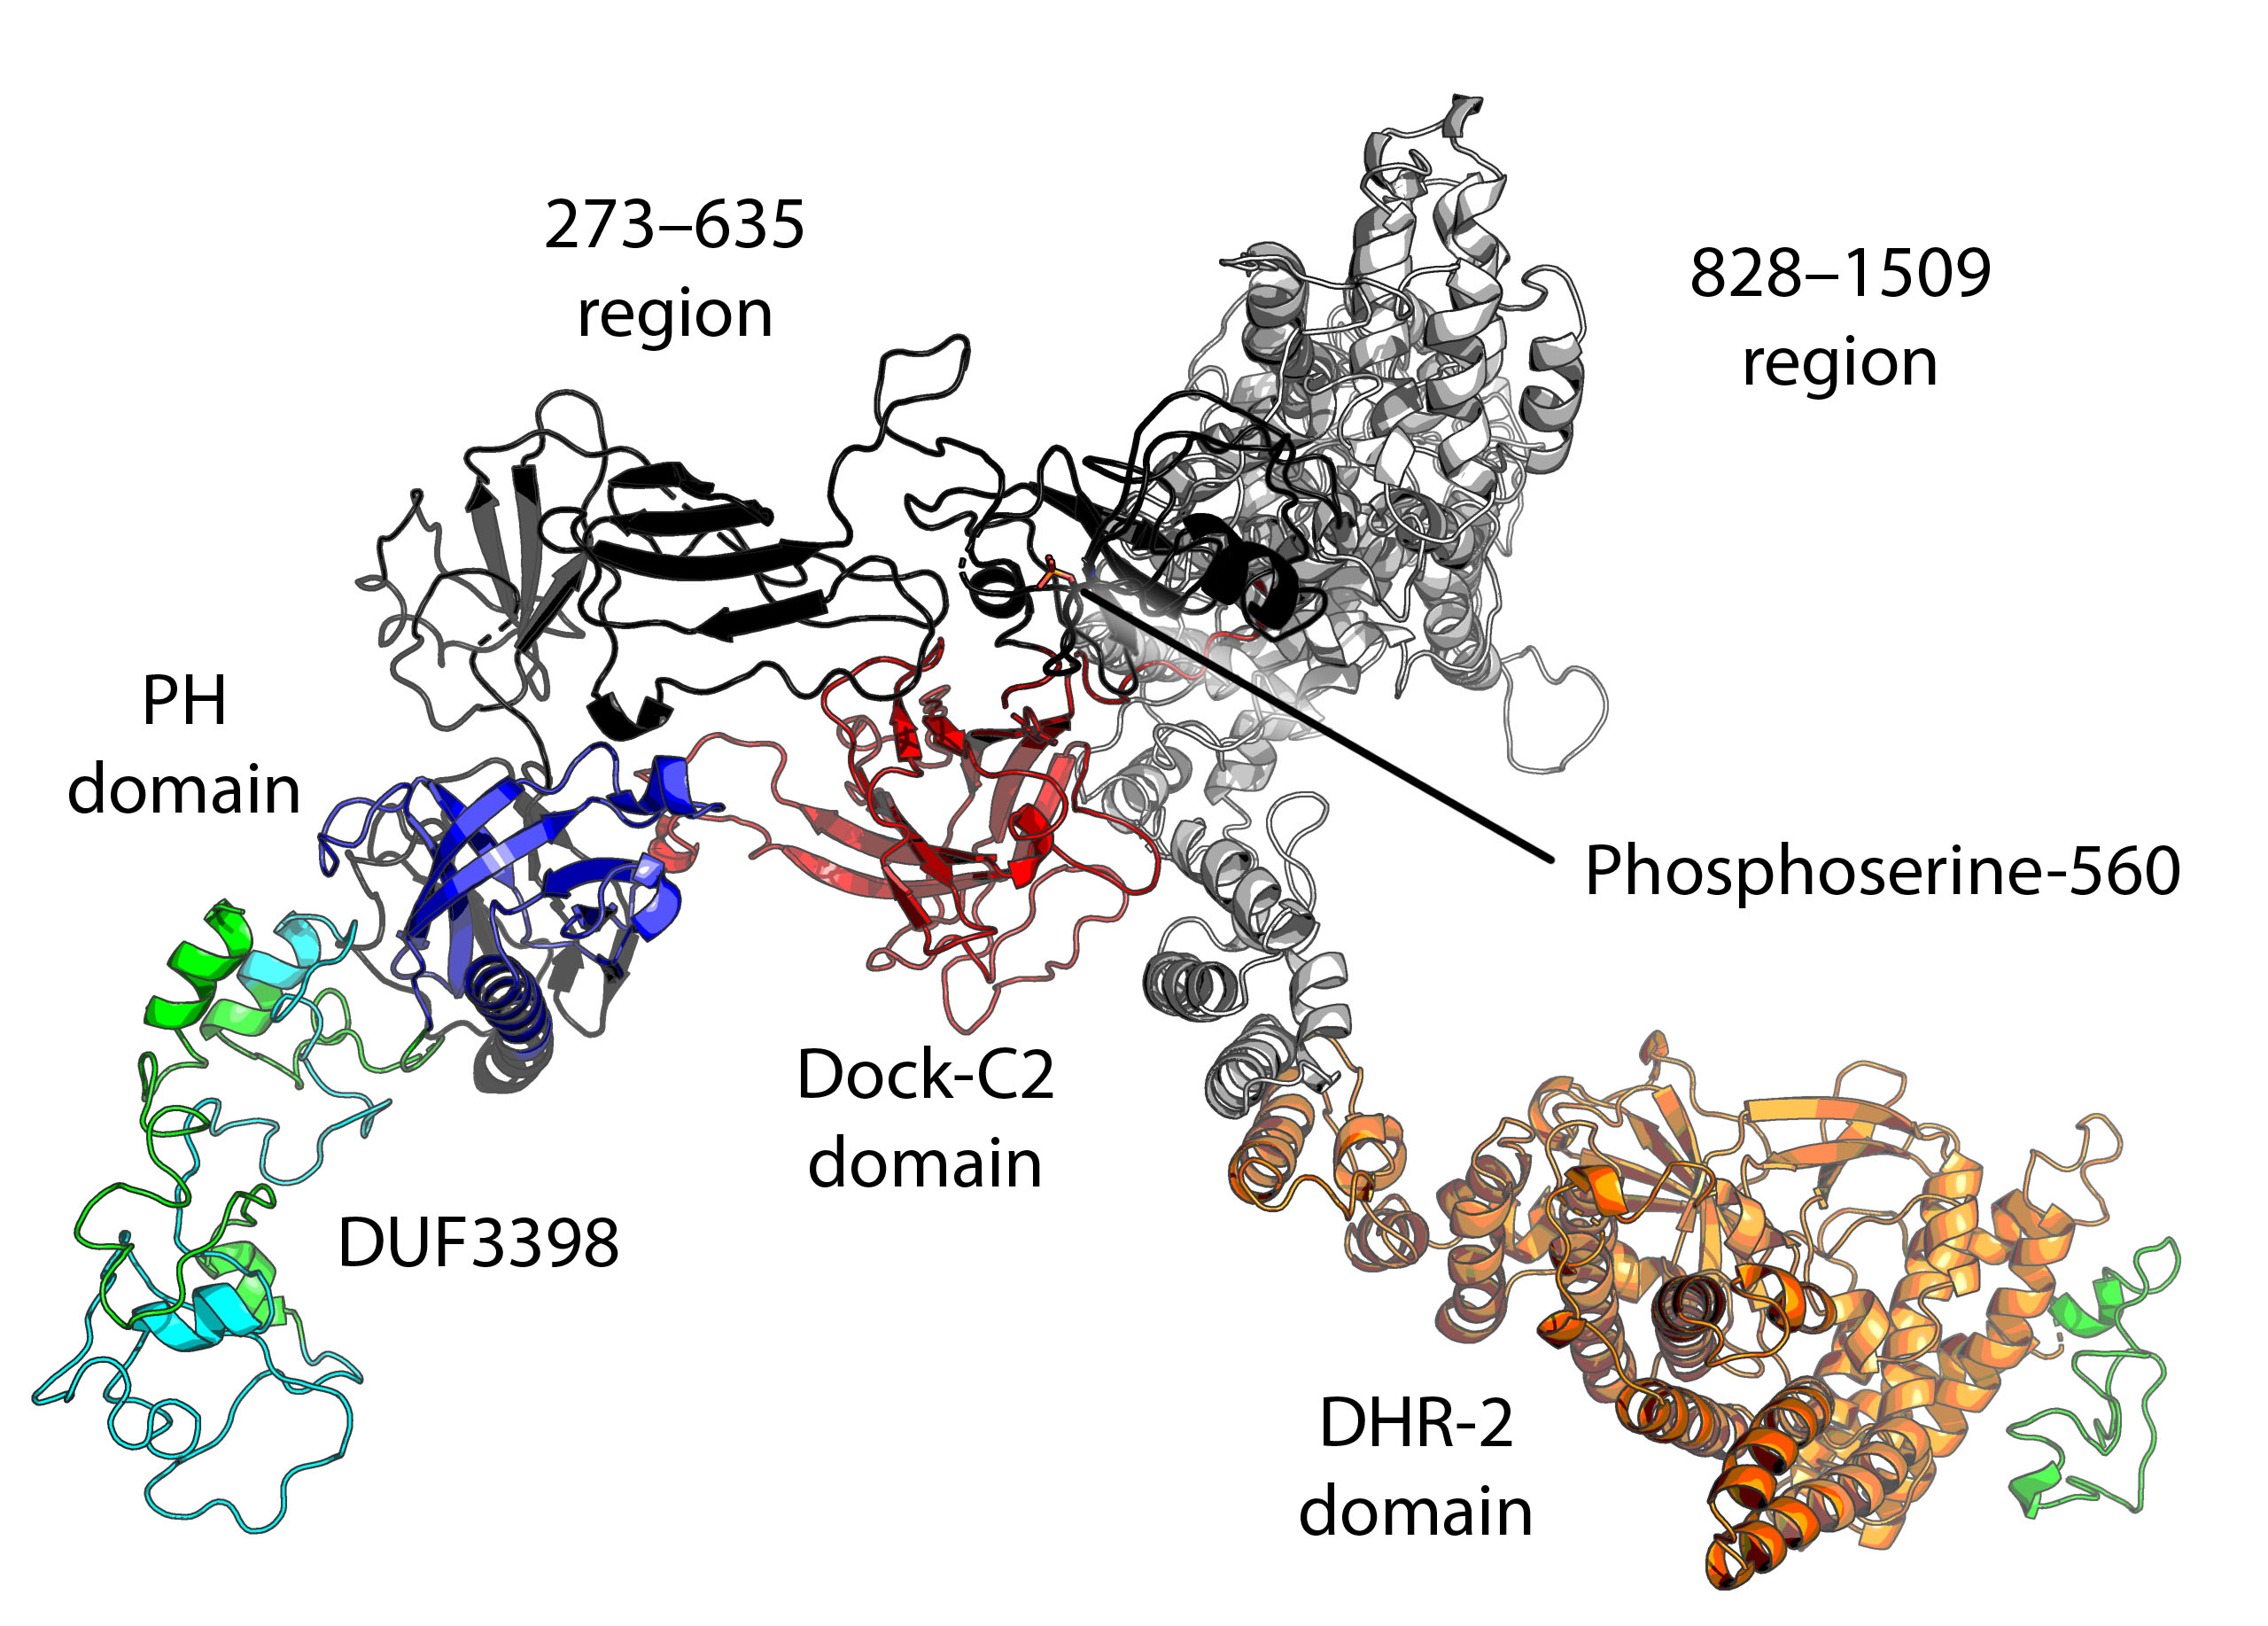 273–635
region
828–1509
region
PH
domain
Phosphoserine-560
Dock-C2
domain
DUF3398
DHR-2
domain